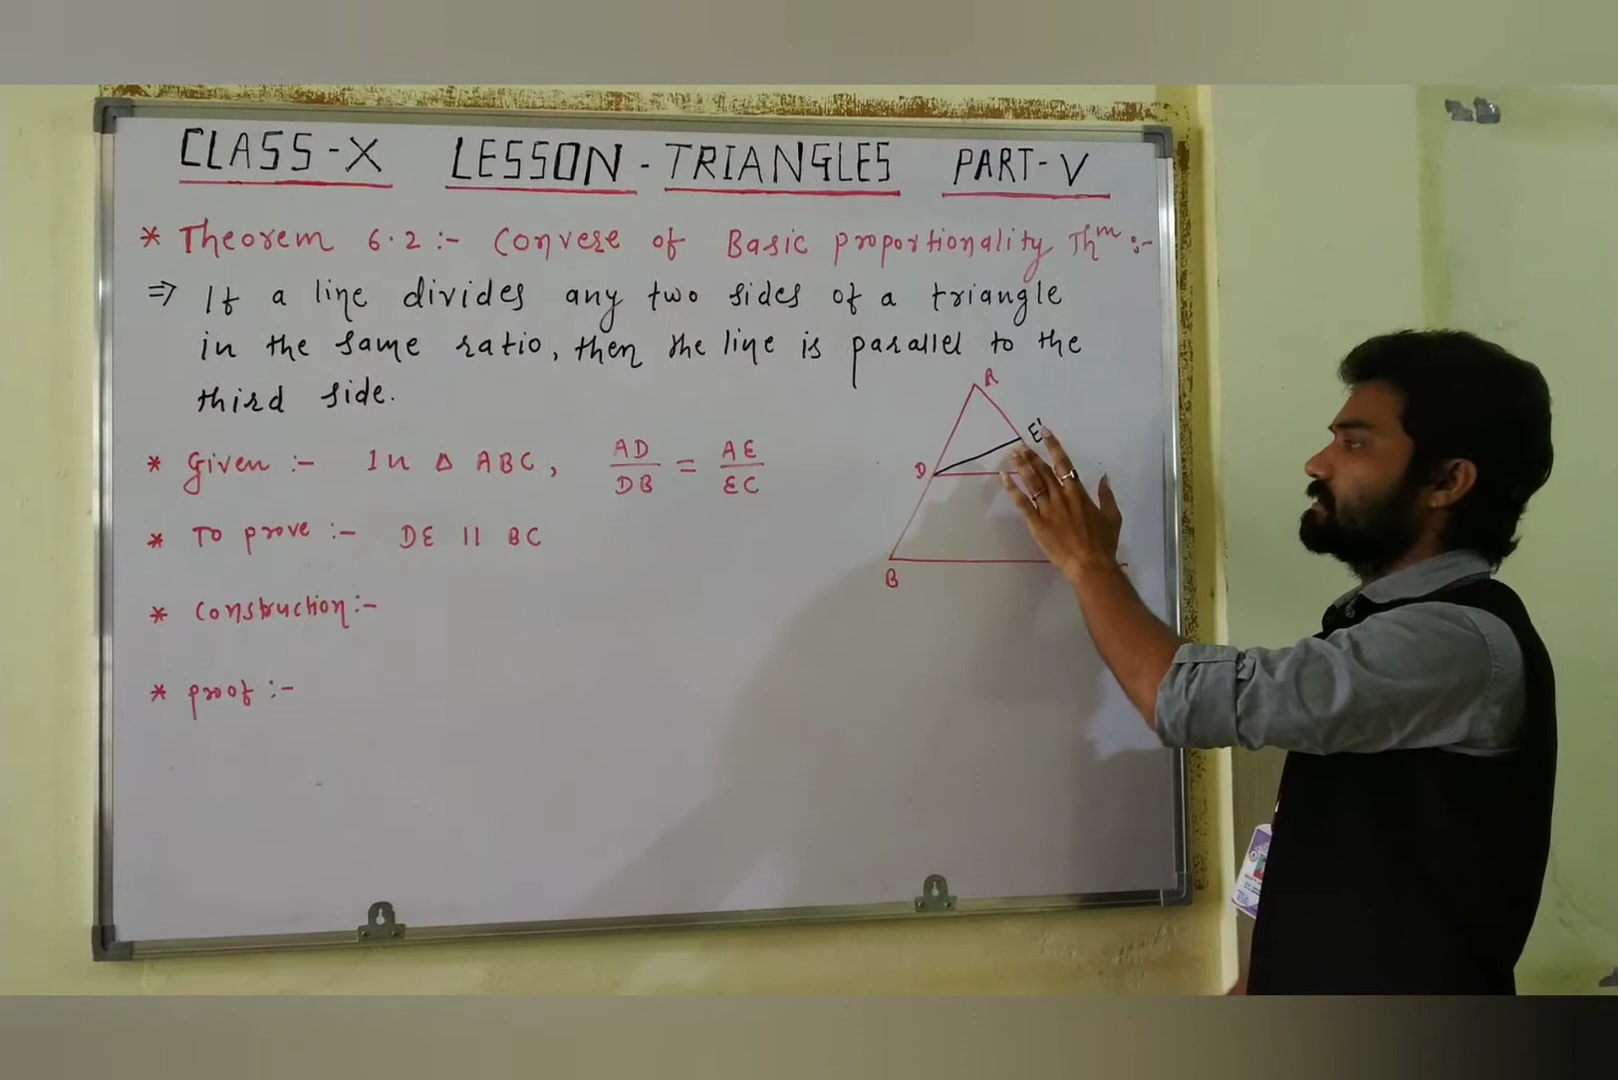 CLASS-X LESSON - TRIANGLES PART-V
* Theorem 6.2:- Convese of Basic proportionality Thm:-
⇒ If a line divides any two sides of a triangle
in the same ratio, then the line is parallel to the
third side.
* Given :- In Δ ABC, AD/DB = AE/EC
* To prove :- DE || BC
* Construction:-
* proof :-
A
E'
D
B